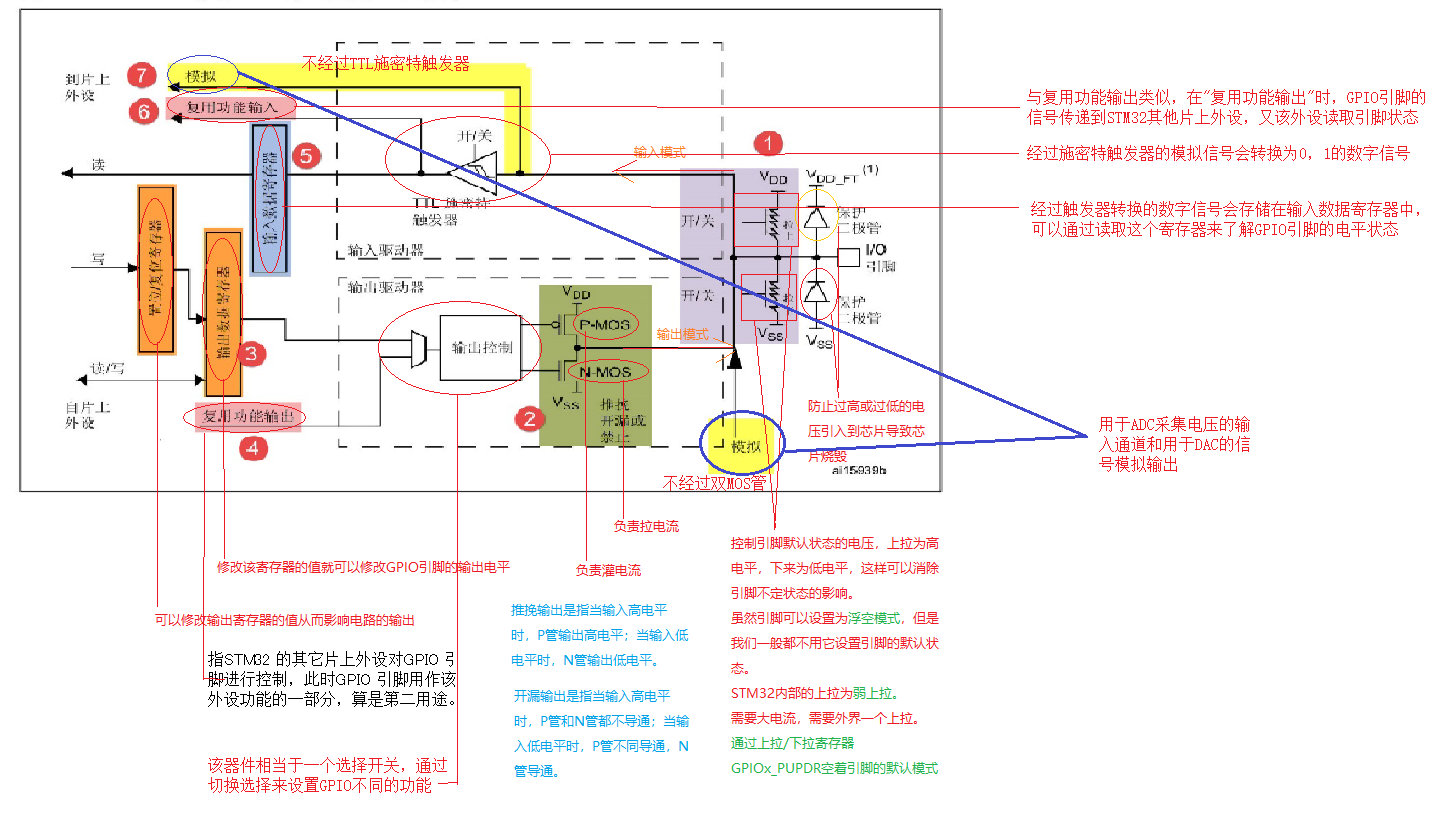 不经过TTL施密特触发器
到片上
外设
7
模拟
6
复用功能输入
开/关
5
读
输入数据寄存器
TTL 施密特
触发器
输入驱动器
输入模式
1
VDD
VDD_FT (1)
开/关
上拉
保护
二极管
I/O
引脚
写
置位/复位寄存器
输出数据寄存器
3
输出驱动器
VDD
P-MOS
输出控制
N-MOS
VSS
2
推挽
开漏或
禁止
开/关
输出模式
VSS
保护
二极管
VSS
读/写
自片上
外设
复用功能输出
4
模拟
ai15939b
不经过双MOS管
防止过高或过低的电
压引入到芯片导致芯
片烧毁
与复用功能输出类似，在"复用功能输出"时，GPIO引脚的
信号传递到STM32其他片上外设，又该外设读取引脚状态
经过施密特触发器的模拟信号会转换为0，1的数字信号
经过触发器转换的数字信号会存储在输入数据寄存器中，
可以通过读取这个寄存器来了解GPIO引脚的电平状态
用于ADC采集电压的输
入通道和用于DAC的信
号模拟输出
负责拉电流
负责灌电流
修改该寄存器的值就可以修改GPIO引脚的输出电平
可以修改输出寄存器的值从而影响电路的输出
指STM32 的其它片上外设对GPIO 引
脚进行控制，此时GPIO 引脚用作该
外设功能的一部分，算是第二用途。
该器件相当于一个选择开关，通过
切换选择来设置GPIO不同的功能
推挽输出是指当输入高电平
时，P管输出高电平；当输入低
电平时，N管输出低电平。
开漏输出是指当输入高电平
时，P管和N管都不导通；当输
入低电平时，P管不同导通，N
管导通。
控制引脚默认状态的电压，上拉为高
电平，下来为低电平，这样可以消除
引脚不定状态的影响。
虽然引脚可以设置为浮空模式，但是
我们一般都不用它设置引脚的默认状
态。
STM32内部的上拉为弱上拉。
需要大电流，需要外界一个上拉。
通过上拉/下拉寄存器
GPIOx_PUPDR空着引脚的默认模式